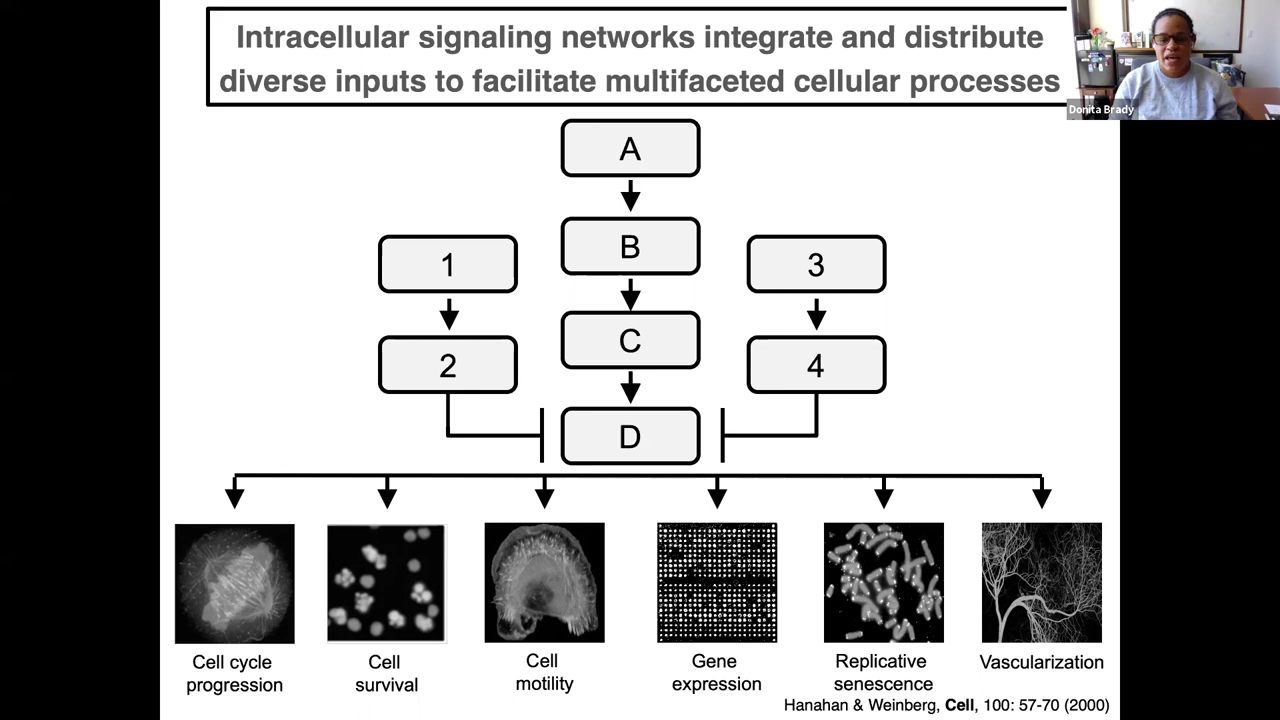 Intracellular signaling networks integrate and distribute
diverse inputs to facilitate multifaceted cellular processes
Donita Brady
A
B
1
3
C
2
4
D
Cell cycle
progression
Cell
survival
Cell
motility
Gene
expression
Replicative
senescence
Vascularization
Hanahan & Weinberg, Cell, 100: 57-70 (2000)